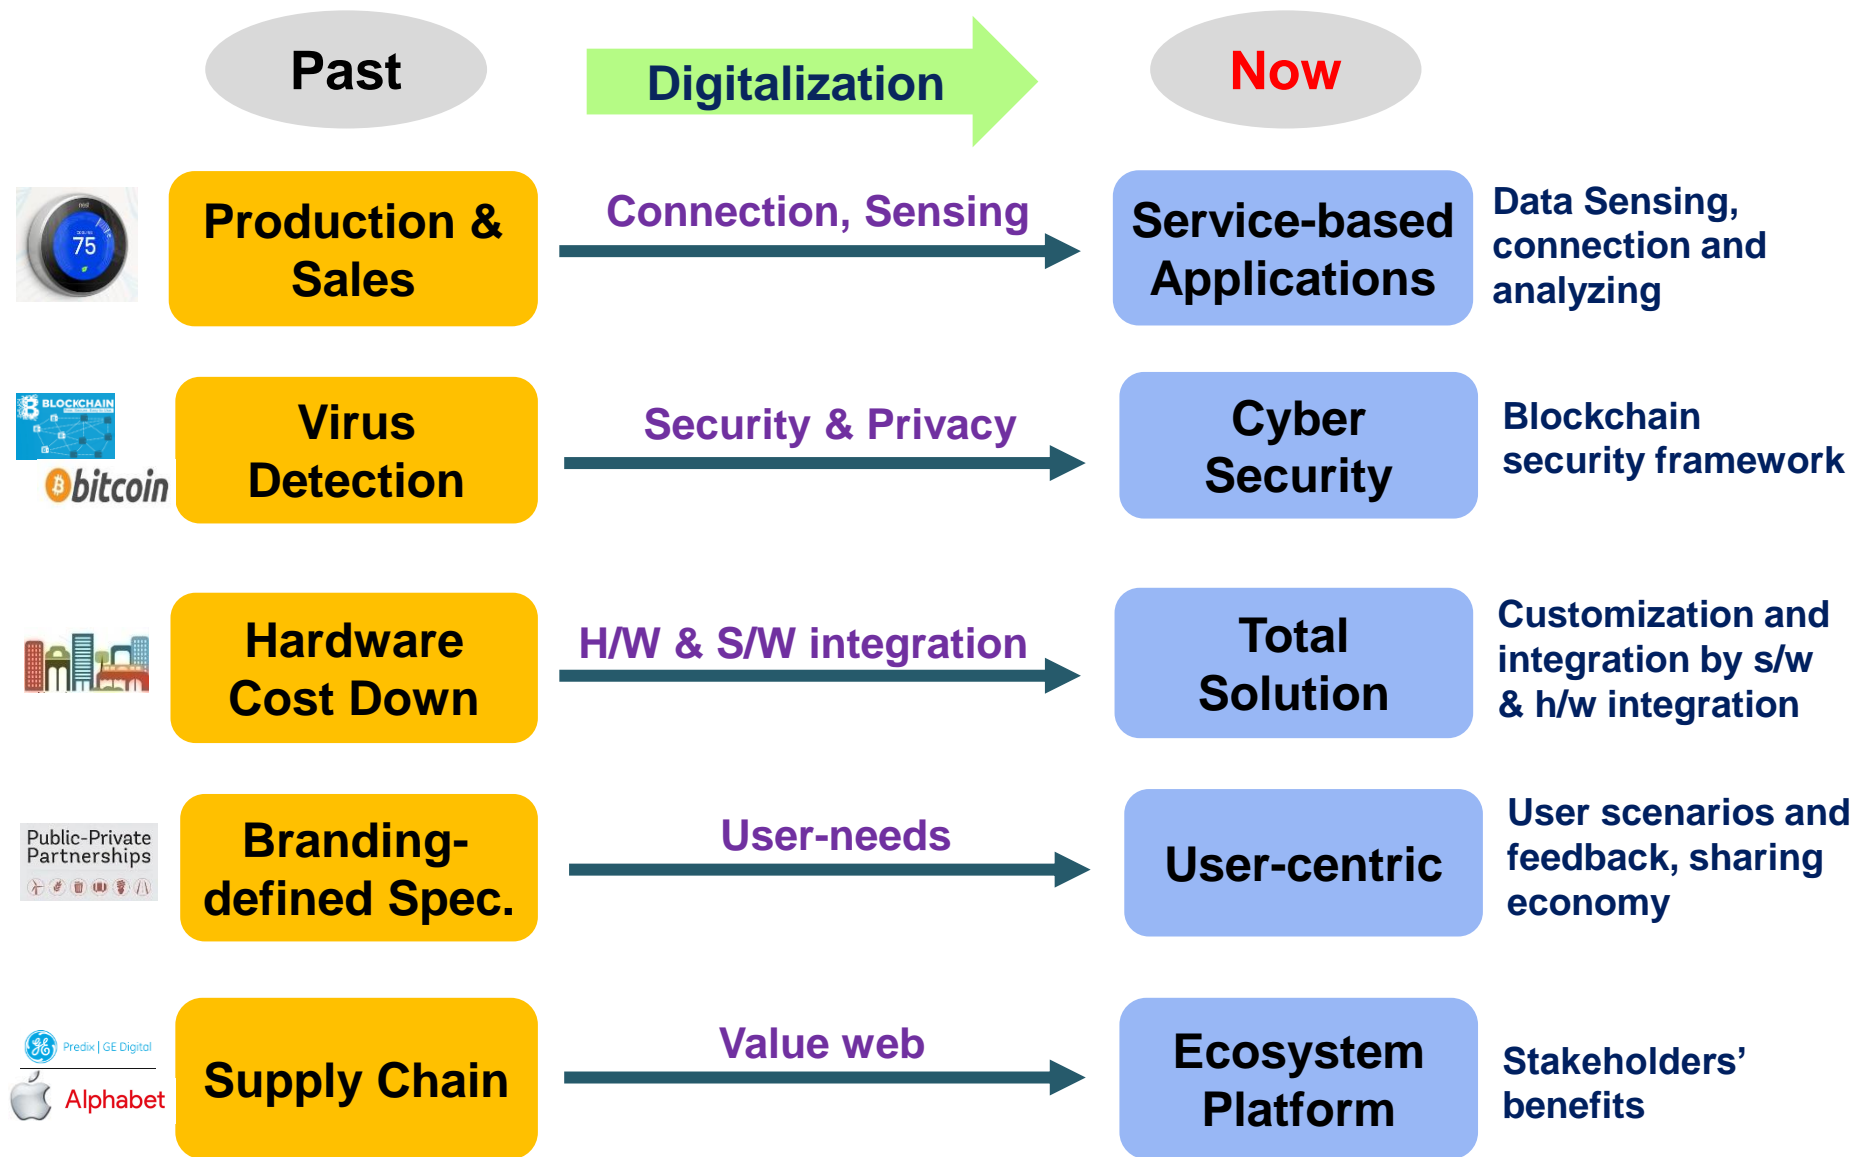 Past
Digitalization
Now
nest
COOLING
75
Production &
Sales
Connection, Sensing
Service-based
Applications
Data Sensing,
connection and
analyzing
BLOCKCHAIN
bitcoin
Virus
Detection
Security & Privacy
Cyber
Security
Blockchain
security framework
Hardware
Cost Down
H/W & S/W integration
Total
Solution
Customization and
integration by s/w
& h/w integration
Public-Private
Partnerships
Branding-
defined Spec.
User-needs
User-centric
User scenarios and
feedback, sharing
economy
Predix | GE Digital
Alphabet
Supply Chain
Value web
Ecosystem
Platform
Stakeholders’
benefits